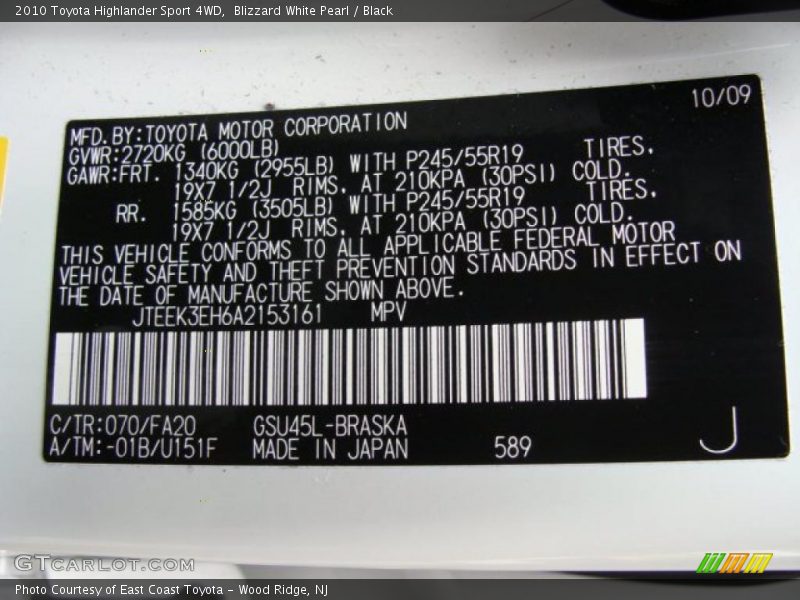 2010 Toyota Highlander Sport 4WD,  Blizzard White Pearl / Black
10/09
MFD.BY:TOYOTA MOTOR CORPORATION
GVWR:2720KG (6000LB)
GAWR:FRT. 1340KG (2955LB) WITH P245/55R19 TIRES,
19X7 1/2J RIMS, AT 210KPA (30PSI) COLD.
RR. 1585KG (3505LB) WITH P245/55R19 TIRES,
19X7 1/2J RIMS, AT 210KPA (30PSI) COLD.
THIS VEHICLE CONFORMS TO ALL APPLICABLE FEDERAL MOTOR
VEHICLE SAFETY AND THEFT PREVENTION STANDARDS IN EFFECT ON
THE DATE OF MANUFACTURE SHOWN ABOVE.
JTEEK3EH6A2153161 MPV
C/TR:070/FA20 GSU45L-BRASKA
A/TM:-01B/U151F MADE IN JAPAN 589 J
GTCarLot.com
Photo Courtesy of East Coast Toyota – Wood Ridge, NJ